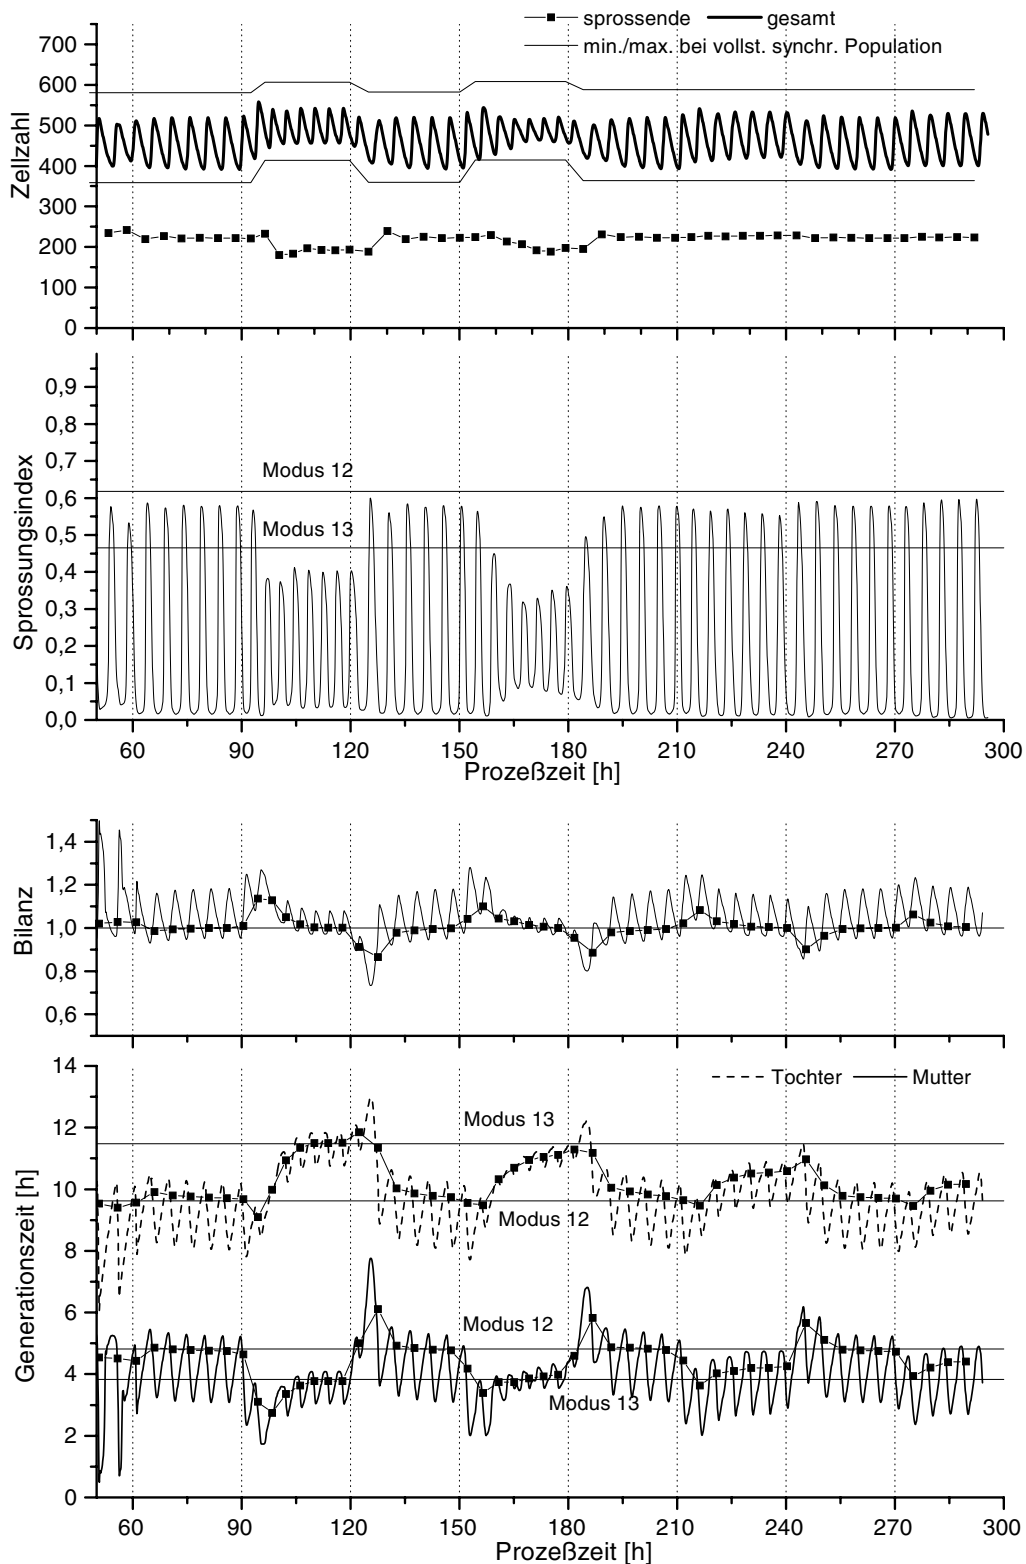 sprossende gesamt
min./max. bei vollst. synchr. Population
700
600
500
400
300
200
100
0
Zellzahl
0,9
0,8
0,7
0,6
0,5
0,4
0,3
0,2
0,1
0,0
Sprossungsindex
Modus 12
Modus 13
60 90 120 150 180 210 240 270 300
Prozeßzeit [h]
1,4
1,2
1,0
0,8
0,6
Bilanz
14
12
10
8
6
4
2
0
Generationszeit [h]
Tochter Mutter
Modus 13
Modus 12
Modus 12
Modus 13
60 90 120 150 180 210 240 270 300
Prozeßzeit [h]